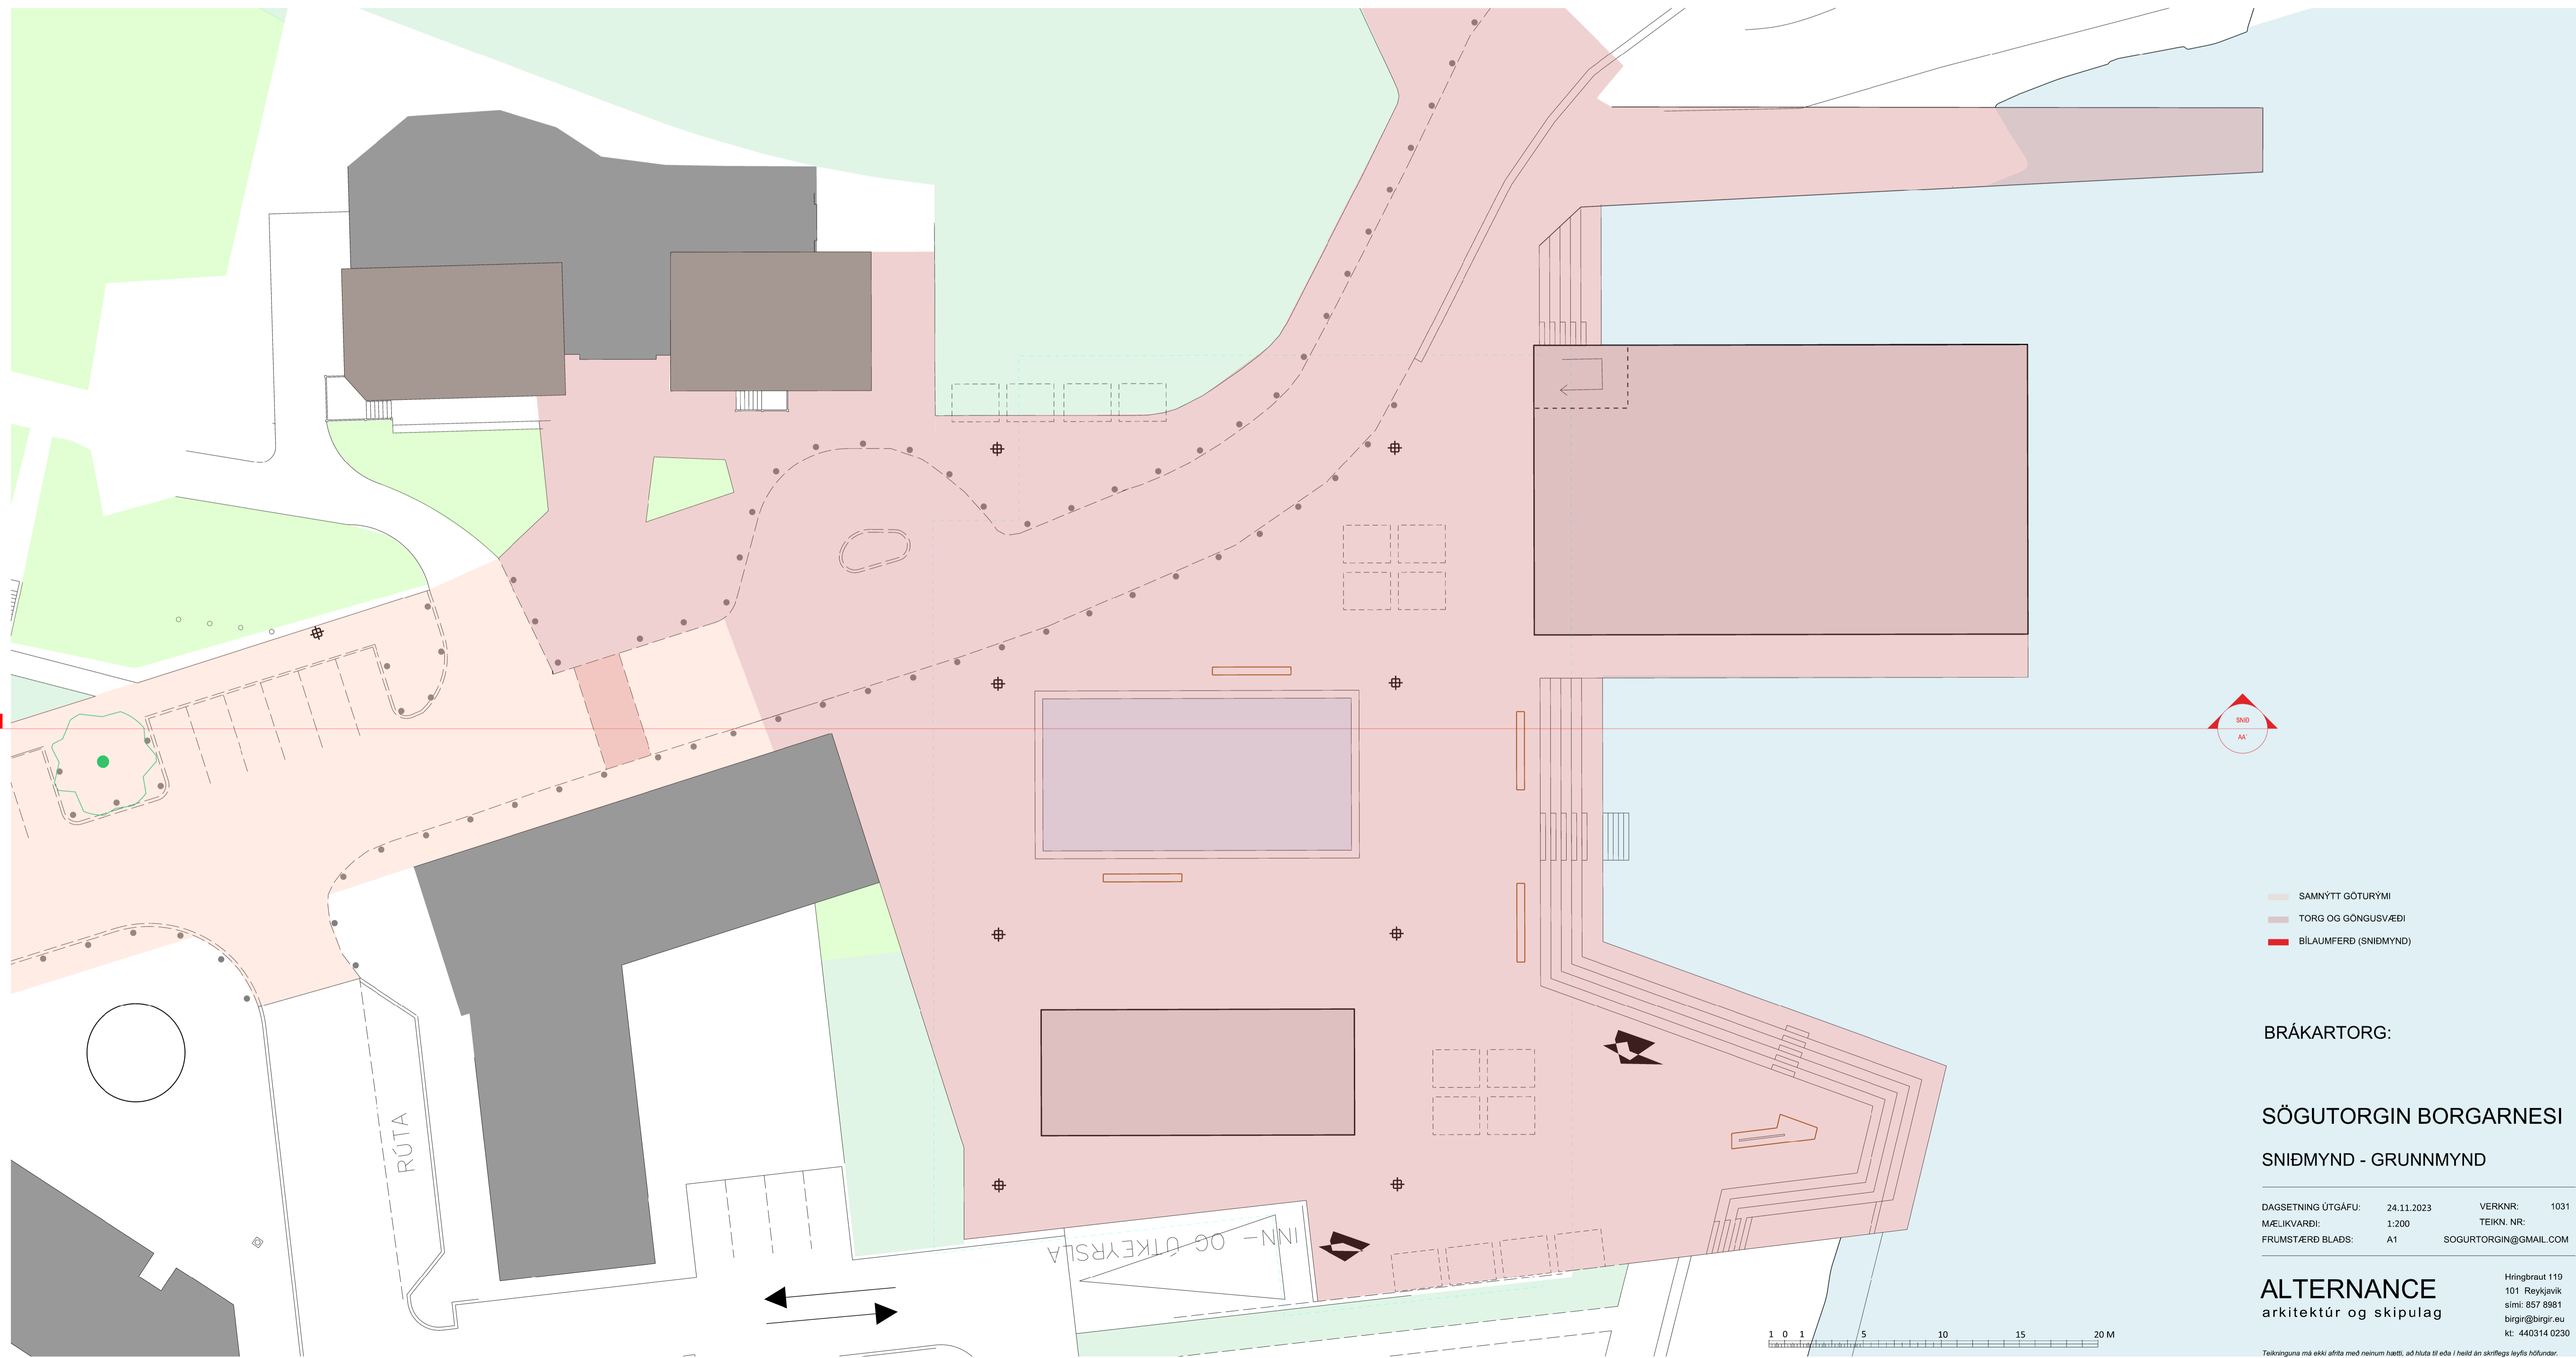 SNIÐ
AA'
SAMNÝTT GÖTURÝMI
TORG OG GÖNGUSVÆÐI
BÍLAUMFERÐ (SNIÐMYND)
BRÁKARTORG:
SÖGUTORGIN BORGARNESI
SNIÐMYND - GRUNNMYND
DAGSETNING ÚTGÁFU: 24.11.2023 VERKNR: 1031
MÆLIKVARÐI: 1:200 TEIKN. NR:
FRUMSTÆRÐ BLAÐS: A1 SOGURTORGIN@GMAIL.COM
ALTERNANCE
arkitektúr og skipulag
Hringbraut 119
101 Reykjavik
sími: 857 8981
birgir@birgir.eu
kt: 440314 0230
Teikninguna má ekki afrita með neinum hætti, að hluta til eða í heild án skriflegs leyfis höfundar.
RÚTA
INN- OG ÚTKEYRSLA
1 0 1 5 10 15 20 M